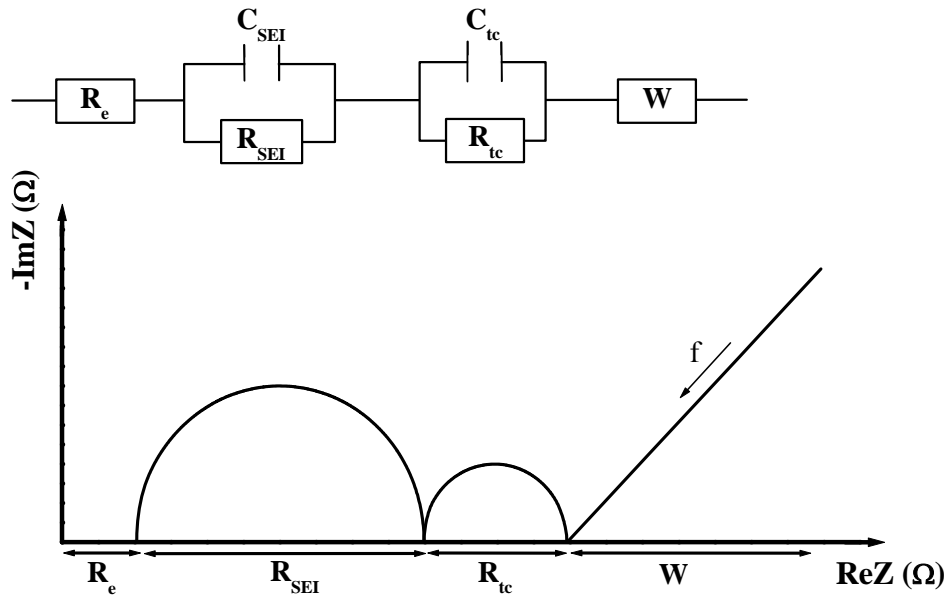 C_SEI C_tc
R_e W
R_SEI R_tc
-ImZ (Ω)
f
R_e R_SEI R_tc W ReZ (Ω)